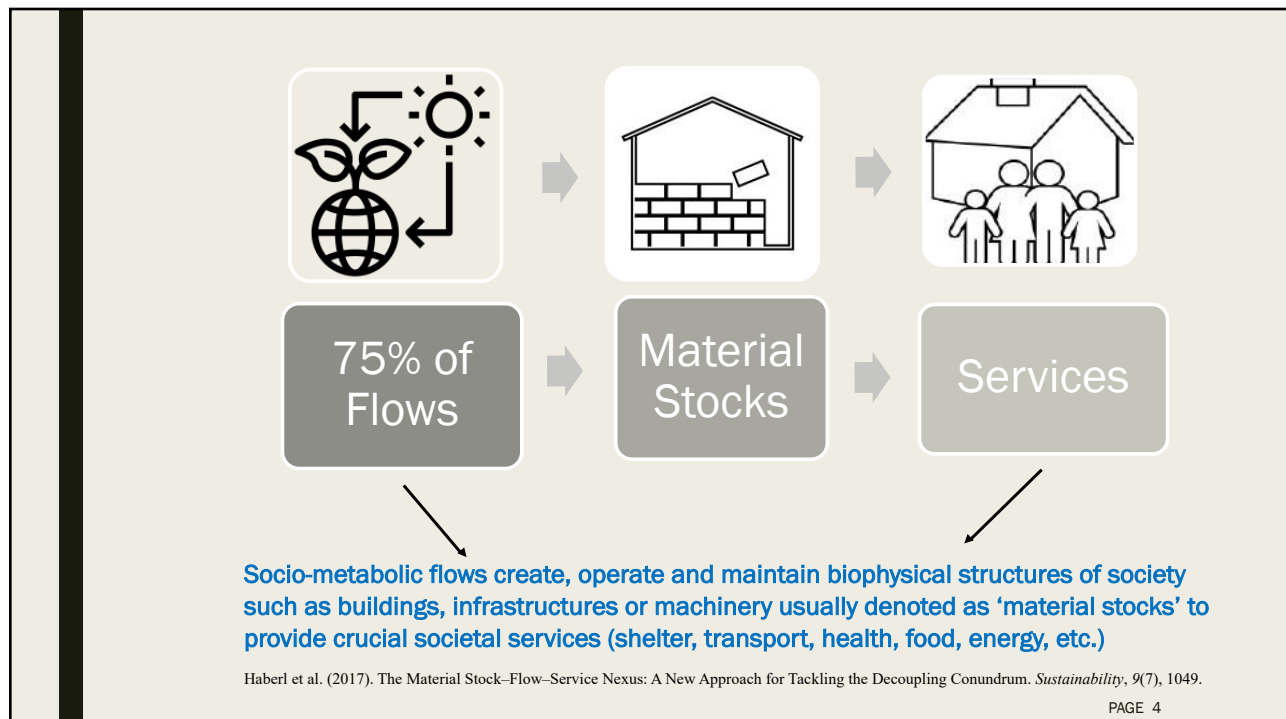 75% of
Flows
Material
Stocks
Services
Socio-metabolic flows create, operate and maintain biophysical structures of society
such as buildings, infrastructures or machinery usually denoted as ‘material stocks’ to
provide crucial societal services (shelter, transport, health, food, energy, etc.)
Haberl et al. (2017). The Material Stock–Flow–Service Nexus: A New Approach for Tackling the Decoupling Conundrum. Sustainability, 9(7), 1049.
PAGE 4